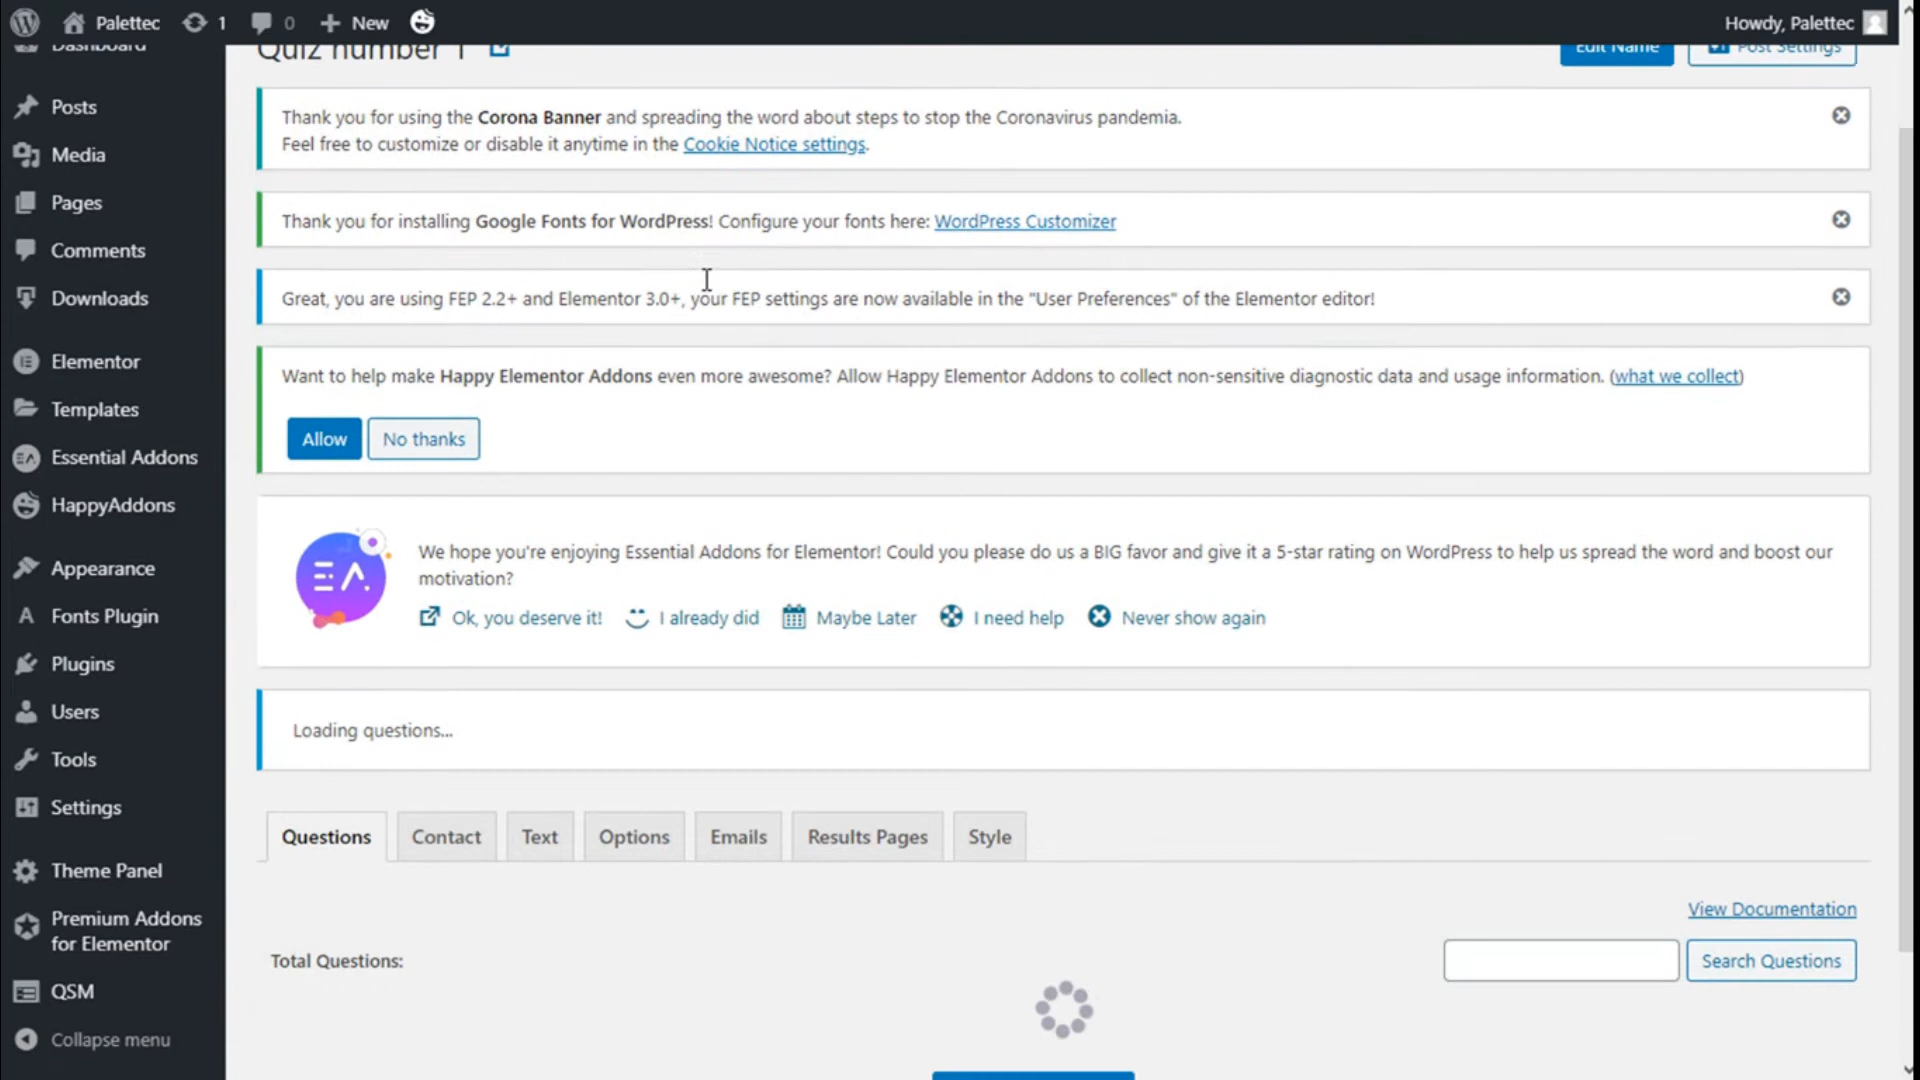 Palettec
1
0
New
Howdy, Palettec
Dashboard
Posts
Media
Pages
Comments
Downloads
Elementor
Templates
Essential Addons
HappyAddons
Appearance
Fonts Plugin
Plugins
Users
Tools
Settings
Theme Panel
Premium Addons
for Elementor
QSM
Collapse menu
Quiz number 1
Edit Name
Post Settings
Thank you for using the Corona Banner and spreading the word about steps to stop the Coronavirus pandemia.
Feel free to customize or disable it anytime in the Cookie Notice settings.
Thank you for installing Google Fonts for WordPress! Configure your fonts here: WordPress Customizer
Great, you are using FEP 2.2+ and Elementor 3.0+, your FEP settings are now available in the "User Preferences" of the Elementor editor!
Want to help make Happy Elementor Addons even more awesome? Allow Happy Elementor Addons to collect non-sensitive diagnostic data and usage information. (what we collect)
Allow
No thanks
We hope you're enjoying Essential Addons for Elementor! Could you please do us a BIG favor and give it a 5-star rating on WordPress to help us spread the word and boost our
motivation?
Ok, you deserve it!
I already did
Maybe Later
I need help
Never show again
Loading questions...
Questions
Contact
Text
Options
Emails
Results Pages
Style
View Documentation
Total Questions:
Search Questions